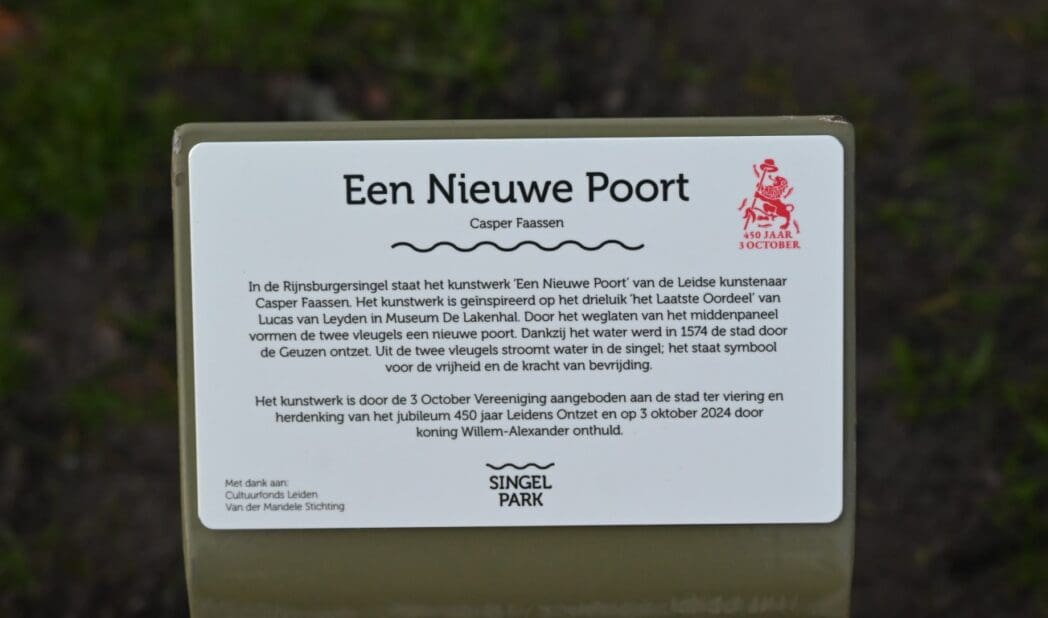 Een Nieuwe Poort
Casper Faassen
450 JAAR
3 OCTOBER
In de Rijnsburgersingel staat het kunstwerk 'Een Nieuwe Poort' van de Leidse kunstenaar
Casper Faassen. Het kunstwerk is geïnspireerd op het drieluik 'het Laatste Oordeel' van
Lucas van Leyden in Museum De Lakenhal. Door het weglaten van het middenpaneel
vormen de twee vleugels een nieuwe poort. Dankzij het water werd in 1574 de stad door
de Geuzen ontzet. Uit de twee vleugels stroomt water in de singel; het staat symbool
voor de vrijheid en de kracht van bevrijding.
Het kunstwerk is door de 3 October Vereeniging aangeboden aan de stad ter viering en
herdenking van het jubileum 450 jaar Leidens Ontzet en op 3 oktober 2024 door
koning Willem-Alexander onthuld.
Met dank aan:
Cultuurfonds Leiden
Van der Mandele Stichting
SINGEL
PARK